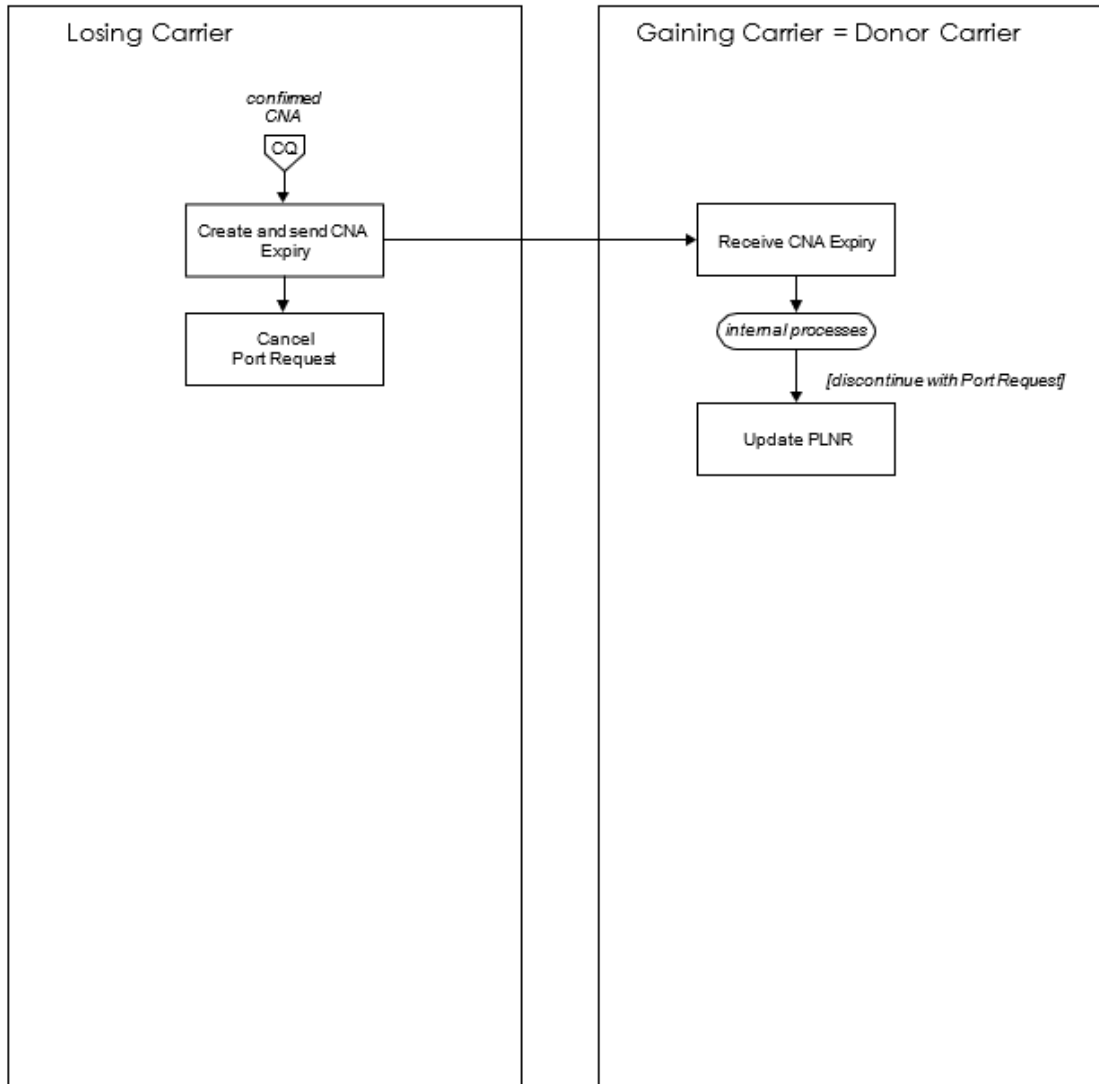 Losing Carrier
Gaining Carrier = Donor Carrier
confirmed
CNA
CQ
Create and send CNA
Expiry
Receive CNA Expiry
Cancel
Port Request
internal processes
[discontinue with Port Request]
Update PLNR